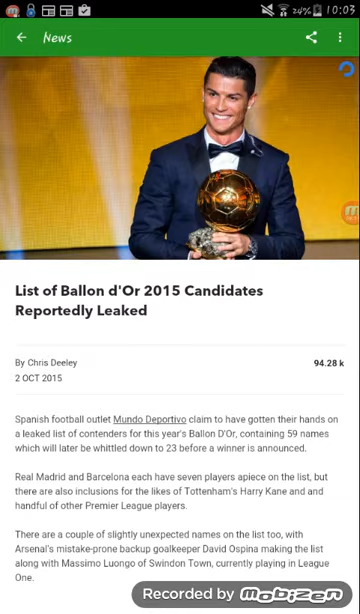 24% 10:03
News
List of Ballon d'Or 2015 Candidates
Reportedly Leaked
By Chris Deeley
94.28 k
2 OCT 2015
Spanish football outlet Mundo Deportivo claim to have gotten their hands on
a leaked list of contenders for this year's Ballon D'Or, containing 59 names
which will later be whittled down to 23 before a winner is announced.
Real Madrid and Barcelona each have seven players apiece on the list, but
there are also inclusions for the likes of Tottenham's Harry Kane and and
handful of other Premier League players.
There are a couple of slightly unexpected names on the list too, with
Arsenal's mistake-prone backup goalkeeper David Ospina making the list
along with Massimo Luongo of Swindon Town, currently playing in League
One.
Recorded by Mobizen